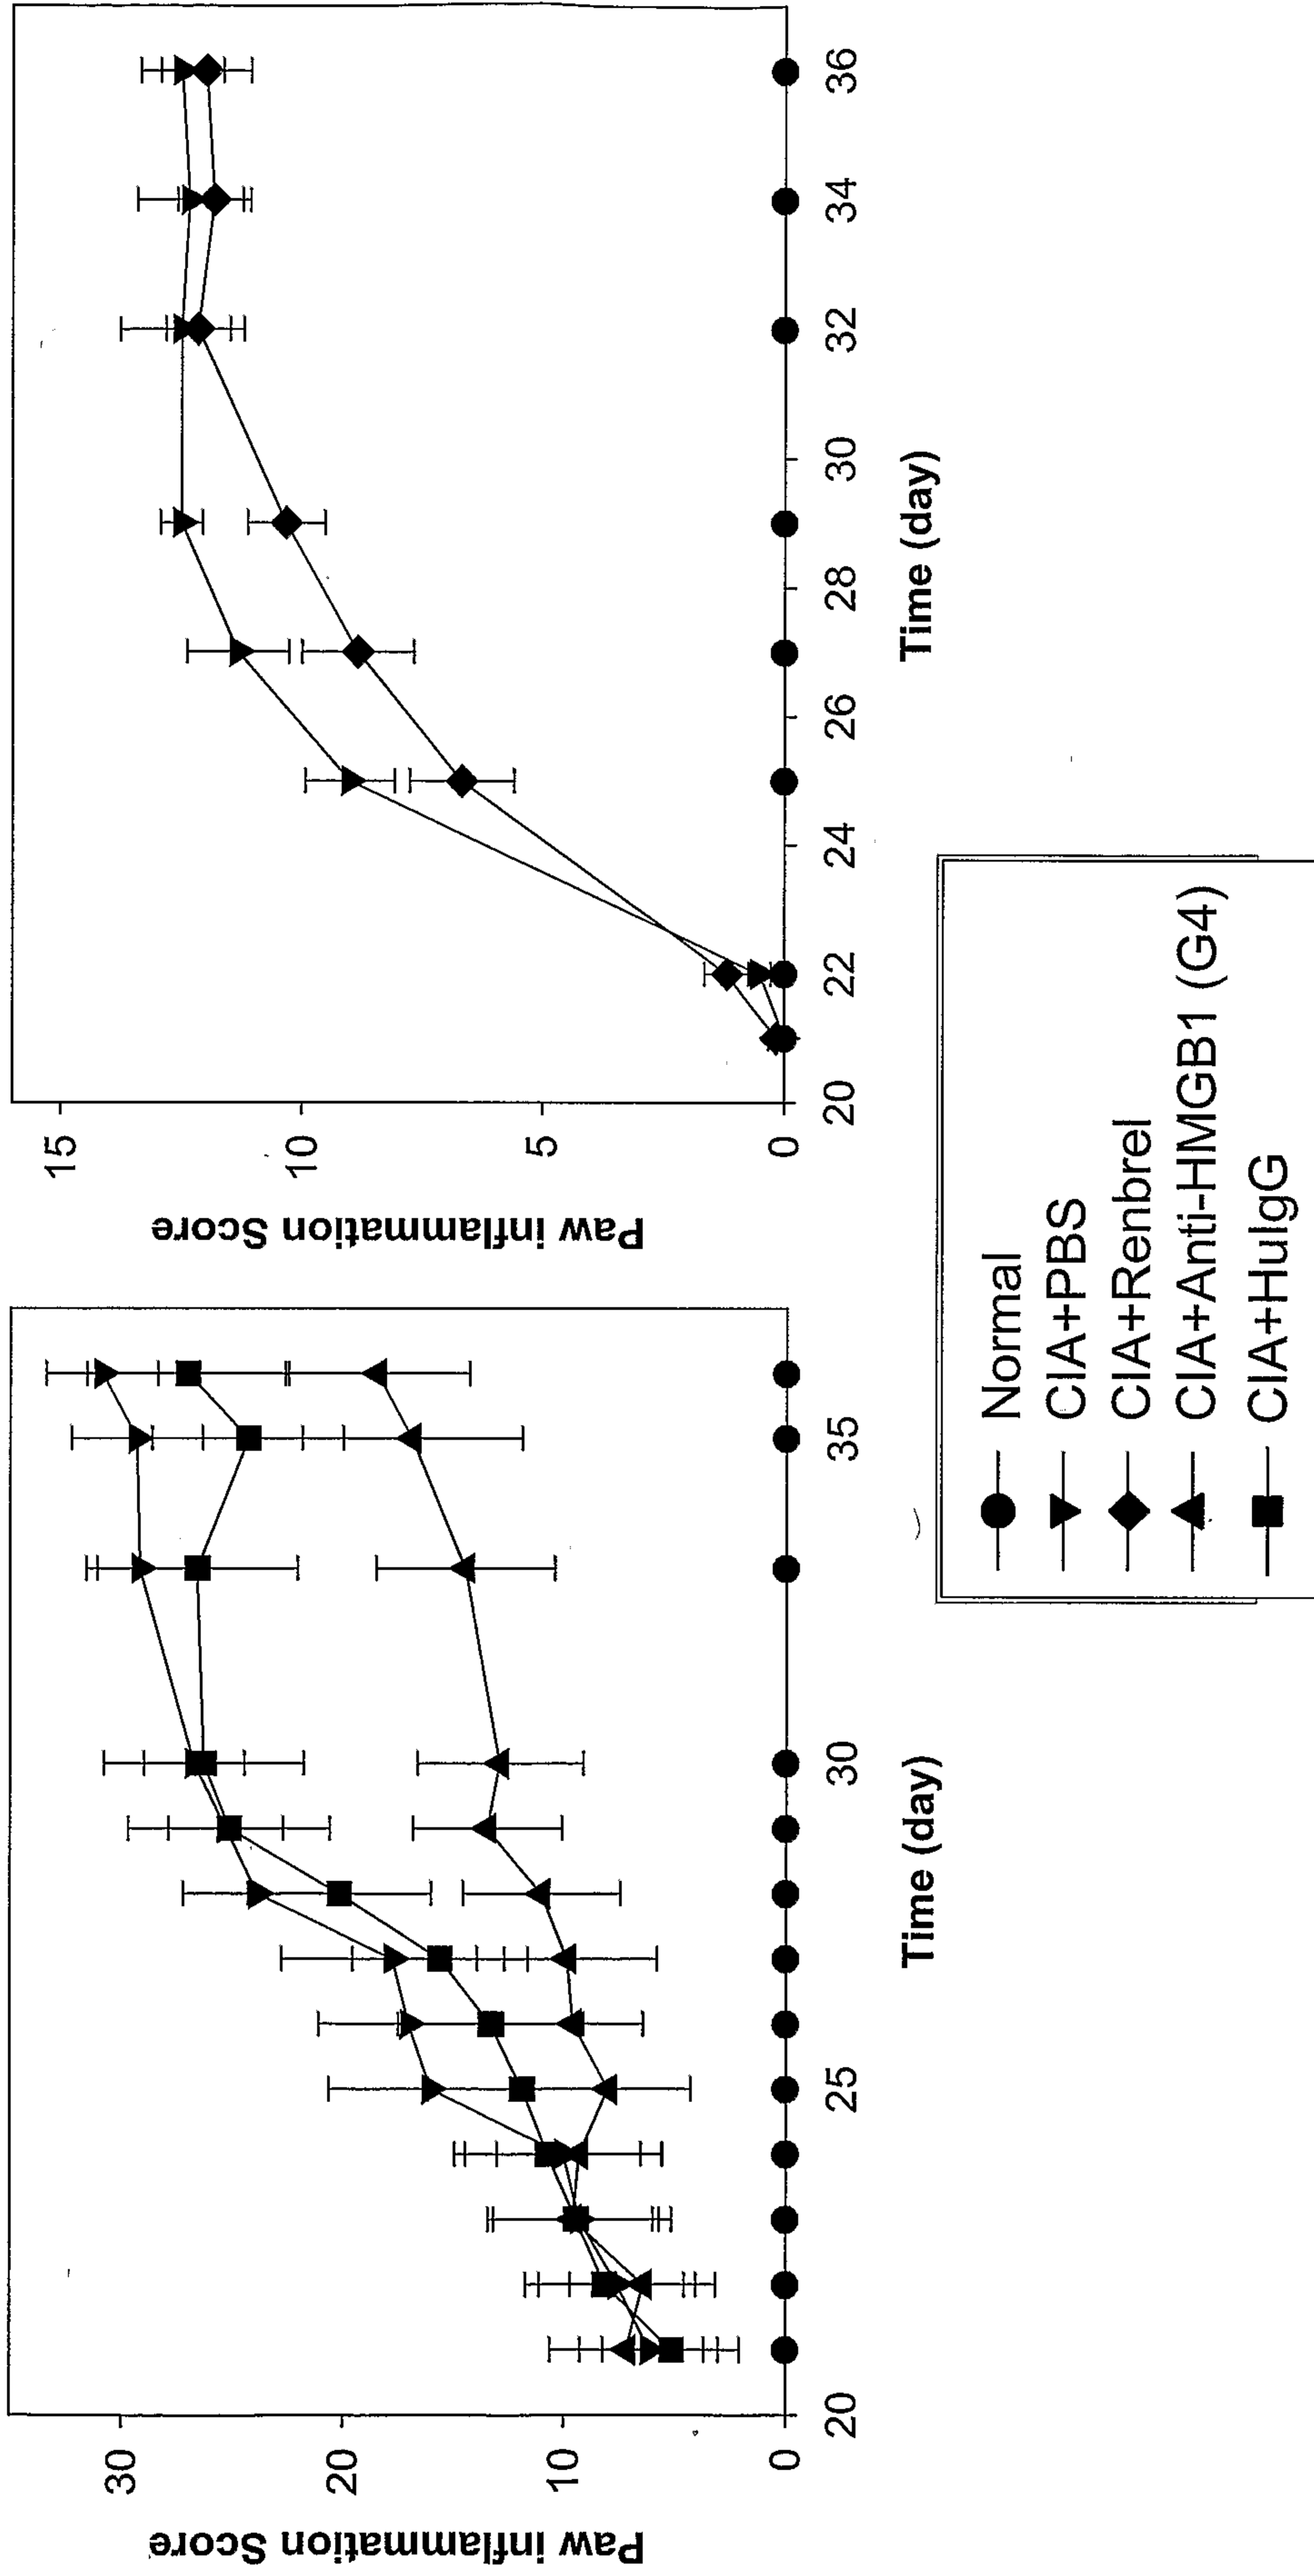 Paw inflammation Score
30
20
10
0
20
25
30
35
Time (day)
Paw inflammation Score
15
10
5
0
20
22
24
26
28
30
32
34
36
Time (day)
Normal
CIA+PBS
CIA+Renbrel
CIA+Anti-HMGB1 (G4)
CIA+HuIgG